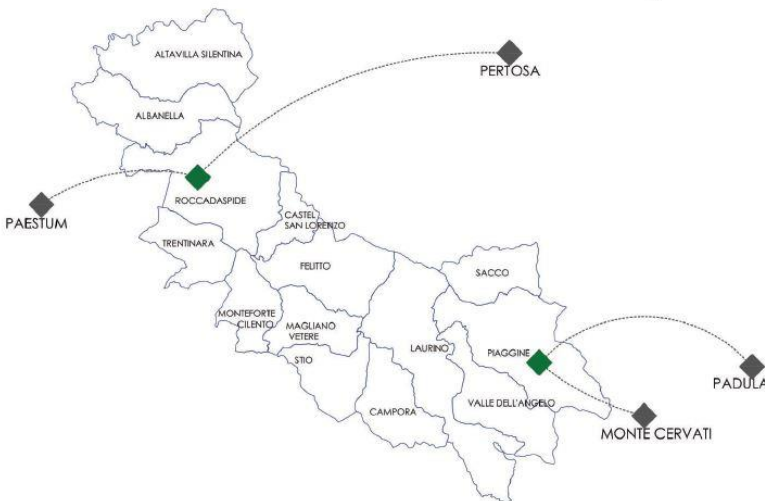 ALTAVILLA SILENTINA
PERTOSA
ALBANELLA
ROCCADASPIDE
PAESTUM
CASTEL
SAN LORENZO
TRENTINARA
FELITTO
SACCO
MONTEFORTE
CILENTO
MAGLIANO
VETERE
LAURINO
PIAGGINE
STIO
PADULA
VALLE DELL'ANGELO
CAMPORA
MONTE CERVATI